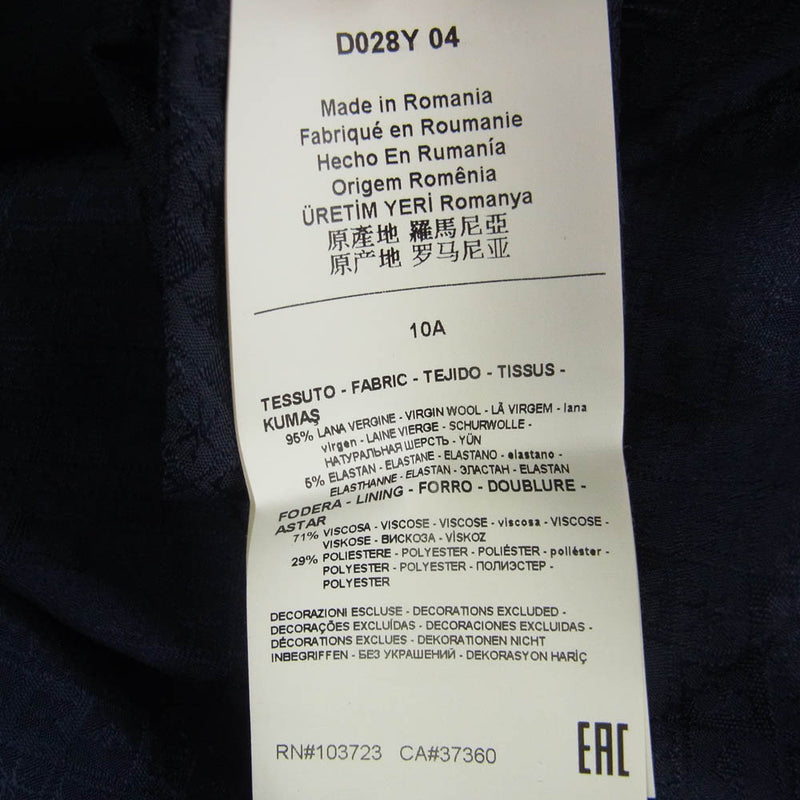 D028Y 04
Made in Romania
Fabriqué en Roumanie
Hecho En Rumanía
Origem Romênia
ÜRETİM YERİ Romanya
原產地 羅馬尼亞
原产地 罗马尼亚
10A
TESSUTO - FABRIC - TEJIDO - TISSUS -
KUMAŞ
95% LANA VERGINE - VIRGIN WOOL - LÃ VIRGEM - lana
virgen - LAINE VIERGE - SCHURWOLLE -
НАТУРАЛЬНАЯ ШЕРСТЬ - YÜN
5% ELASTAN - ELASTANE - ELASTANO - elastano -
ELASTHANNE - ELASTAN - ЭЛАСТАН - ELASTAN
FODERA - LINING - FORRO - DOUBLURE -
ASTAR
71% VISCOSA - VISCOSE - VISCOSE - viscosa - VISCOSE -
VISKOSE - ВИСКОЗА - VİSKOZ
29% POLIESTERE - POLYESTER - POLIÉSTER - poliéster -
POLYESTER - POLYESTER - ПОЛИЭСТЕР -
POLYESTER
DECORAZIONI ESCLUSE - DECORATIONS EXCLUDED -
DECORAÇÕES EXCLUÍDAS - DECORACIONES EXCLUIDAS -
DÉCORATIONS EXCLUES - DEKORATIONEN NICHT
INBEGRIFFEN - БЕЗ УКРАШЕНИЙ - DEKORASYON HARİÇ
RN#103723 CA#37360
EAC